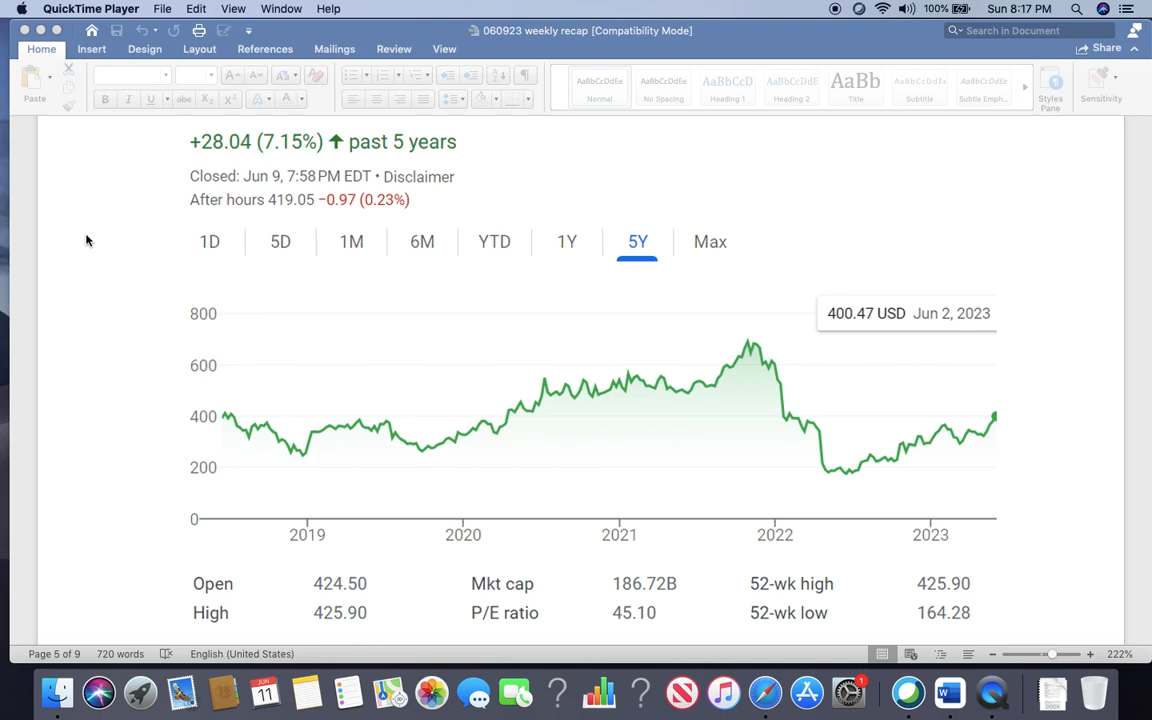 QuickTime Player File Edit View Window Help 100% Sun 8:17 PM
060923 weekly recap [Compatibility Mode] Search in Document
Home Insert Design Layout References Mailings Review View Share
Paste B I U abc X2 X2 A A
AaBbCcDdEe AaBbCcDdEe AaBbCcD AaBbCcDdE AaBb AaBbCcDdEe AaBbCcDdEe
Normal No Spacing Heading 1 Heading 2 Title Subtitle Subtle Emph... Styles Pane Sensitivity
+28.04 (7.15%) ↑ past 5 years
Closed: Jun 9, 7:58 PM EDT • Disclaimer
After hours 419.05 −0.97 (0.23%)
1D 5D 1M 6M YTD 1Y 5Y Max
400.47 USD Jun 2, 2023
800
600
400
200
0
2019 2020 2021 2022 2023
Open 424.50 Mkt cap 186.72B 52-wk high 425.90
High 425.90 P/E ratio 45.10 52-wk low 164.28
Page 5 of 9 720 words English (United States) 222%
JUN
11
1